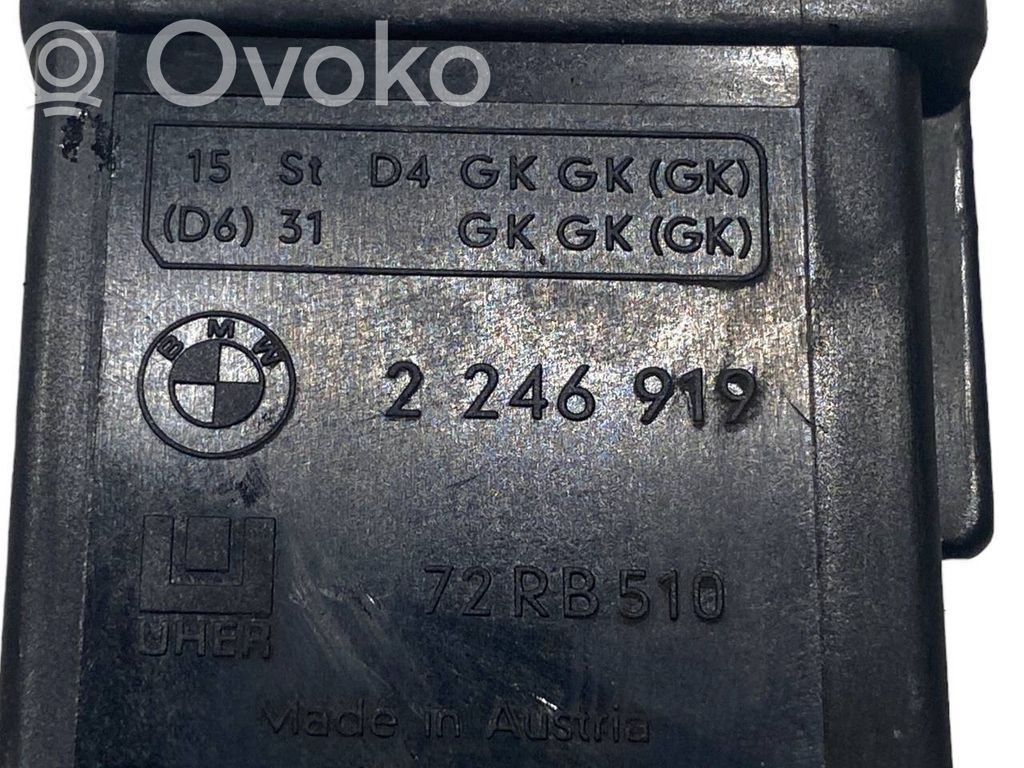 Ovoko
15 St D4 GK GK (GK)
(D6) 31 GK GK (GK)
BMW
2 246 919
72 RB 510
UHER
Made in Austria